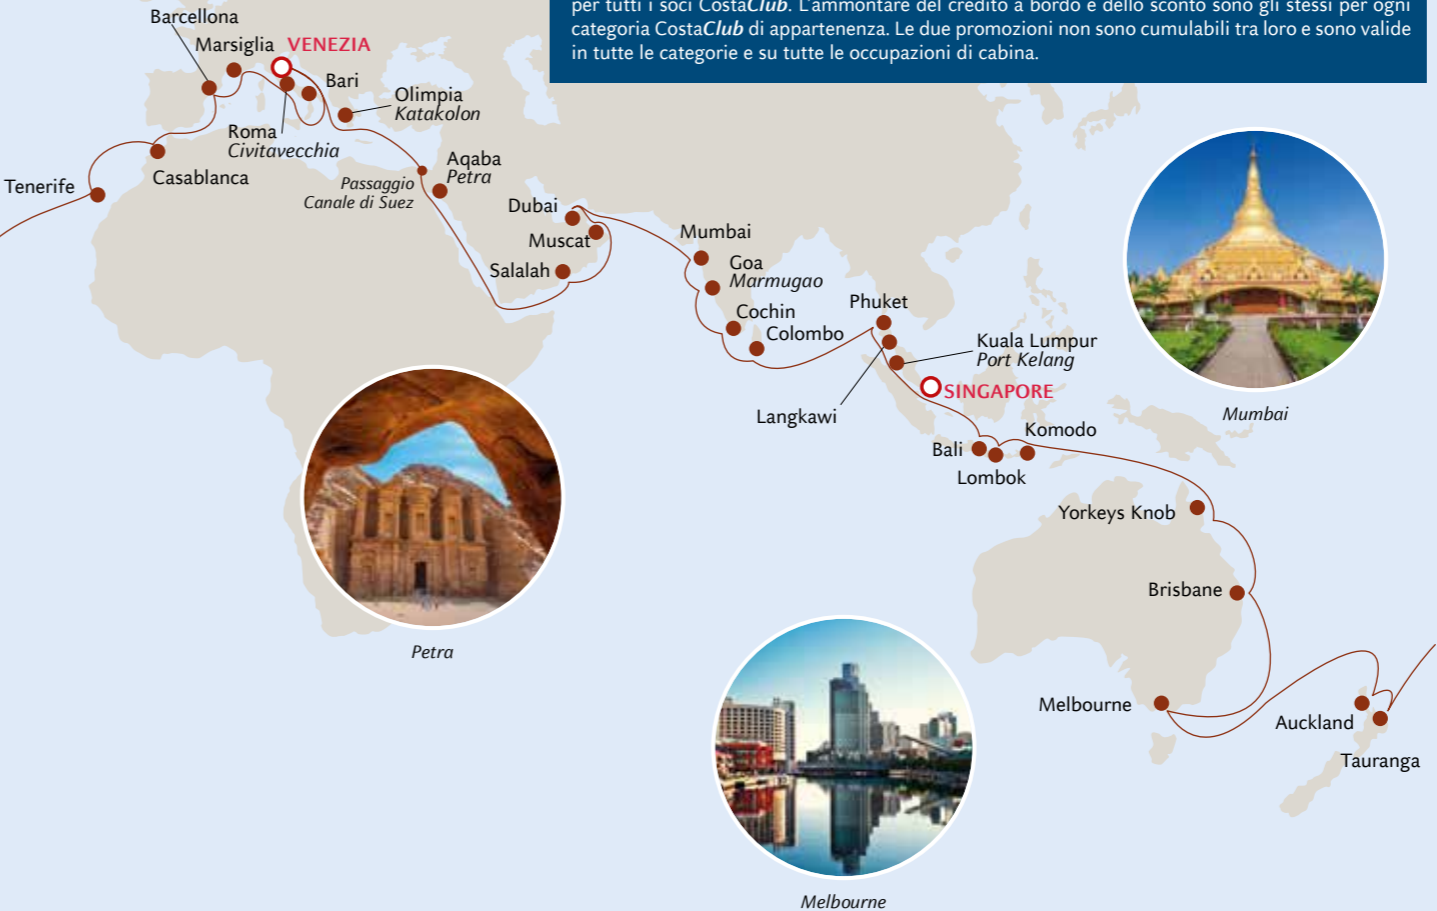 per tutti i soci CostaClub. L'ammontare del credito a bordo e dello sconto sono gli stessi per ogni
categoria CostaClub di appartenenza. Le due promozioni non sono cumulabili tra loro e sono valide
in tutte le categorie e su tutte le occupazioni di cabina.
Barcellona
Marsiglia
VENEZIA
Bari
Olimpia
Katakolon
Roma
Civitavecchia
Casablanca
Tenerife
Passaggio
Canale di Suez
Aqaba
Petra
Dubai
Muscat
Salalah
Mumbai
Goa
Marmugao
Cochin
Colombo
Phuket
Kuala Lumpur
Port Kelang
Langkawi
SINGAPORE
Mumbai
Bali
Lombok
Komodo
Yorkeys Knob
Brisbane
Petra
Melbourne
Auckland
Tauranga
Melbourne